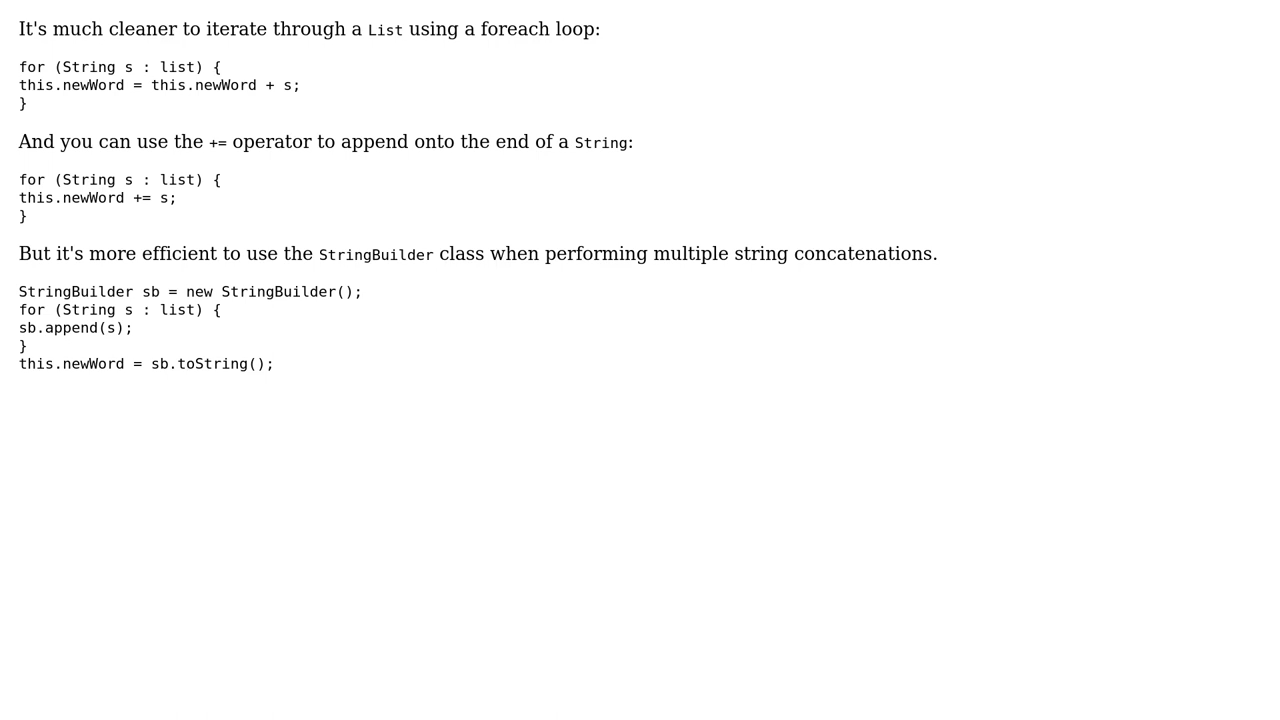 It's much cleaner to iterate through a List using a foreach loop:
for (String s : list) {
this.newWord = this.newWord + s;
}
And you can use the += operator to append onto the end of a String:
for (String s : list) {
this.newWord += s;
}
But it's more efficient to use the StringBuilder class when performing multiple string concatenations.
StringBuilder sb = new StringBuilder();
for (String s : list) {
sb.append(s);
}
this.newWord = sb.toString();